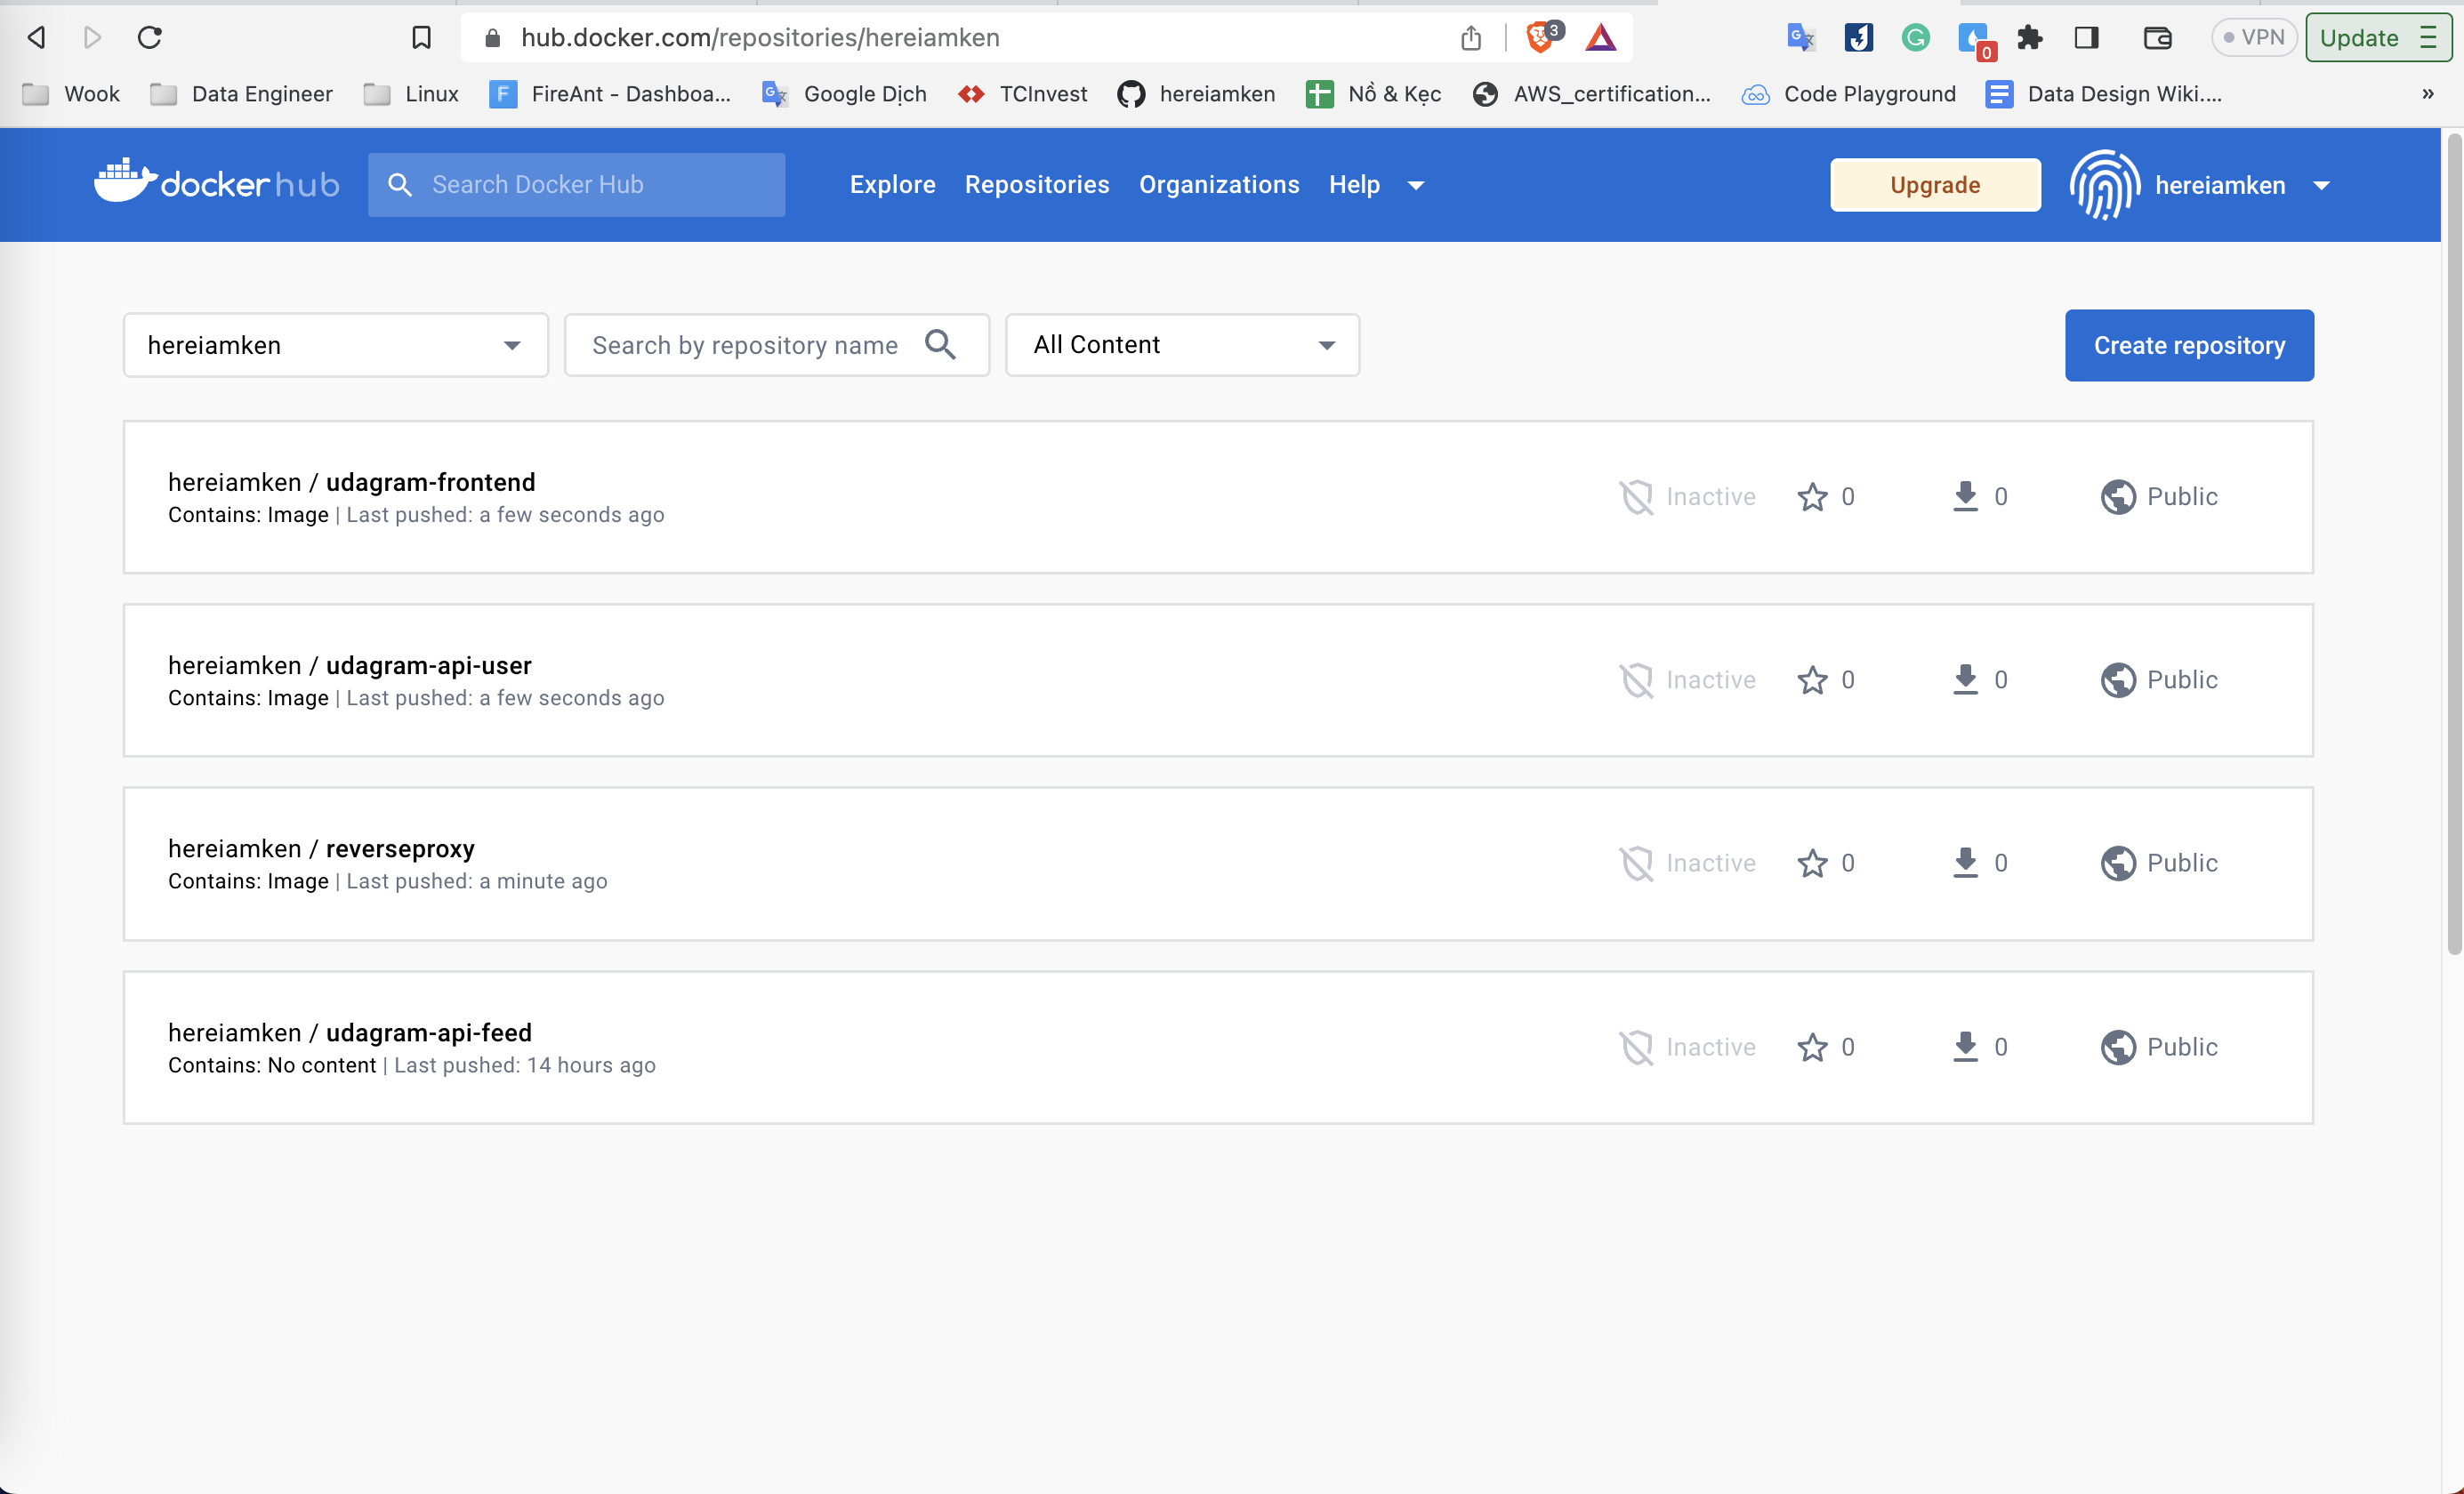 hub.docker.com/repositories/hereiamken
3
0
VPN
Update
Wook
Data Engineer
Linux
FireAnt - Dashboa...
Google Dịch
TCInvest
hereiamken
Nồ & Kẹc
AWS_certification...
Code Playground
Data Design Wiki....
»
docker hub
Search Docker Hub
Explore
Repositories
Organizations
Help
Upgrade
hereiamken
hereiamken
Search by repository name
All Content
Create repository
hereiamken / udagram-frontend
Contains: Image | Last pushed: a few seconds ago
Inactive
0
0
Public
hereiamken / udagram-api-user
Contains: Image | Last pushed: a few seconds ago
Inactive
0
0
Public
hereiamken / reverseproxy
Contains: Image | Last pushed: a minute ago
Inactive
0
0
Public
hereiamken / udagram-api-feed
Contains: No content | Last pushed: 14 hours ago
Inactive
0
0
Public